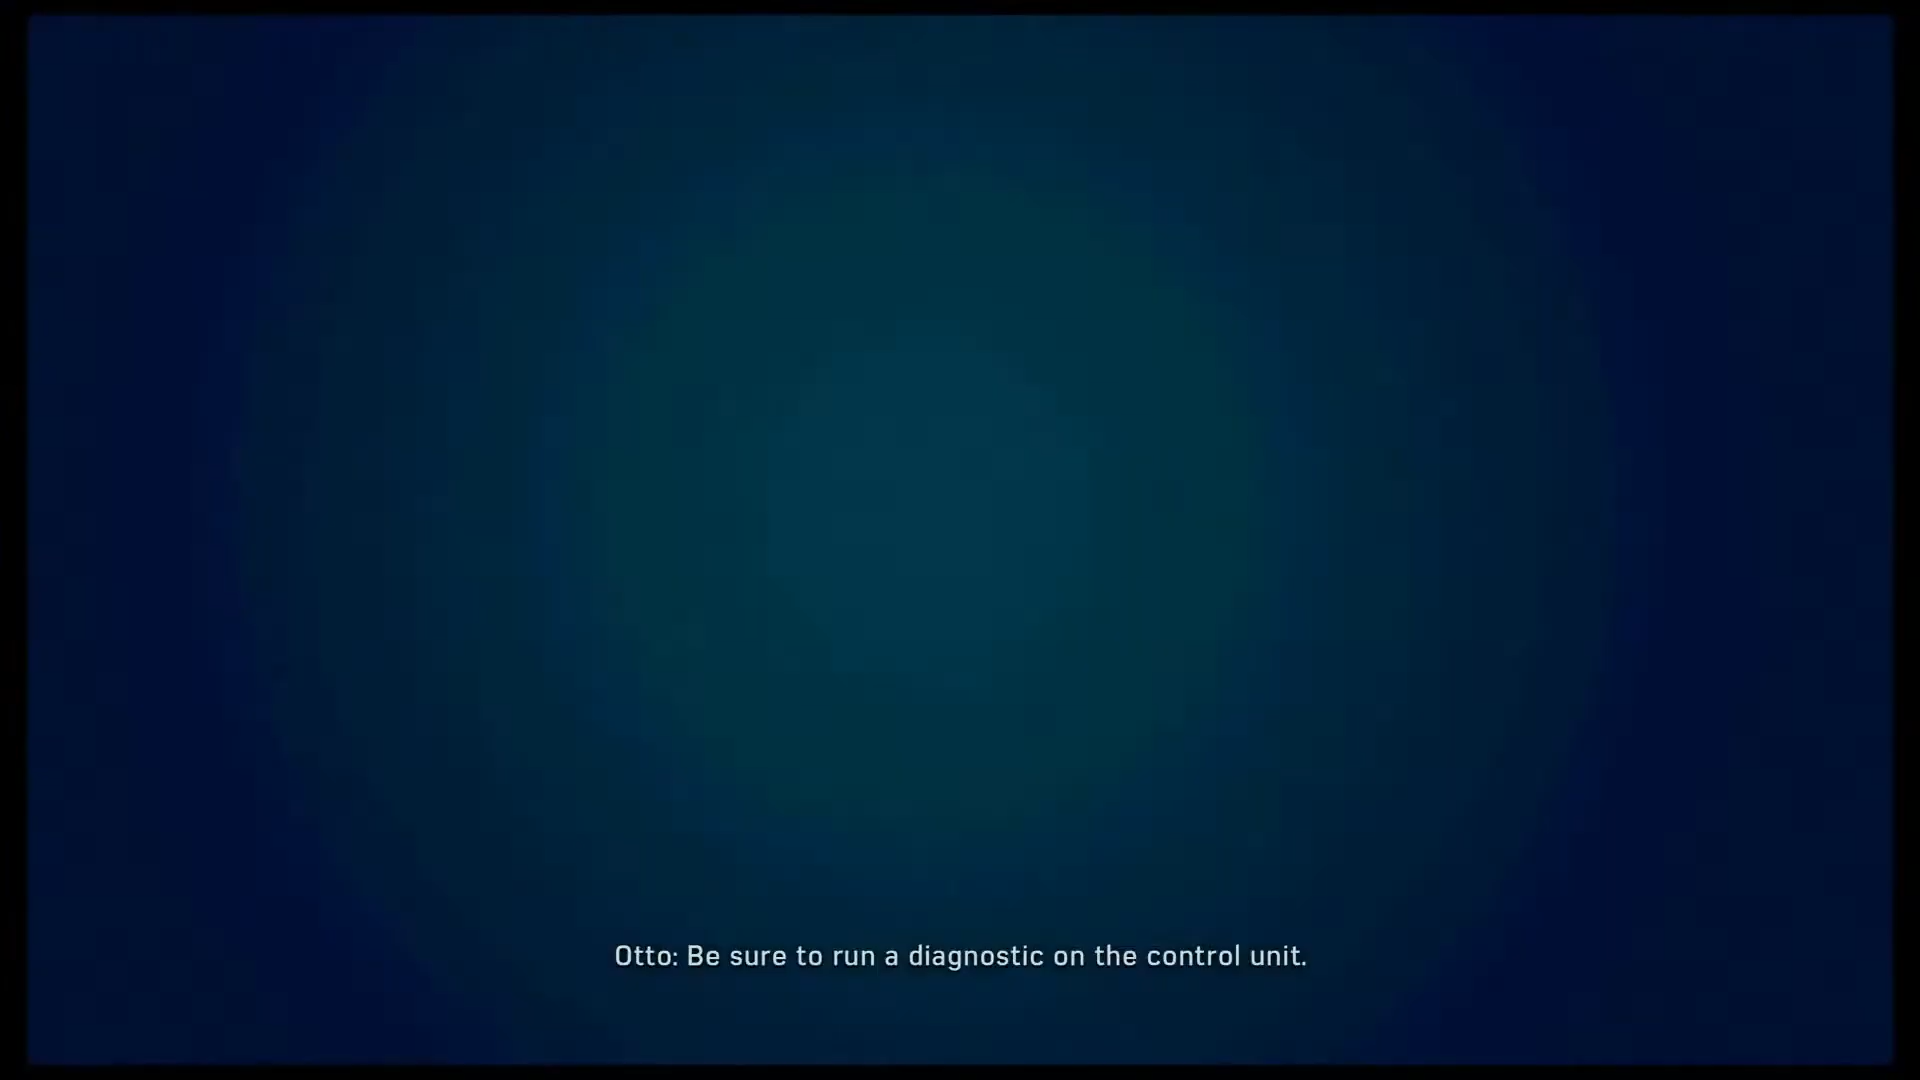 Otto: Be sure to run a diagnostic on the control unit.